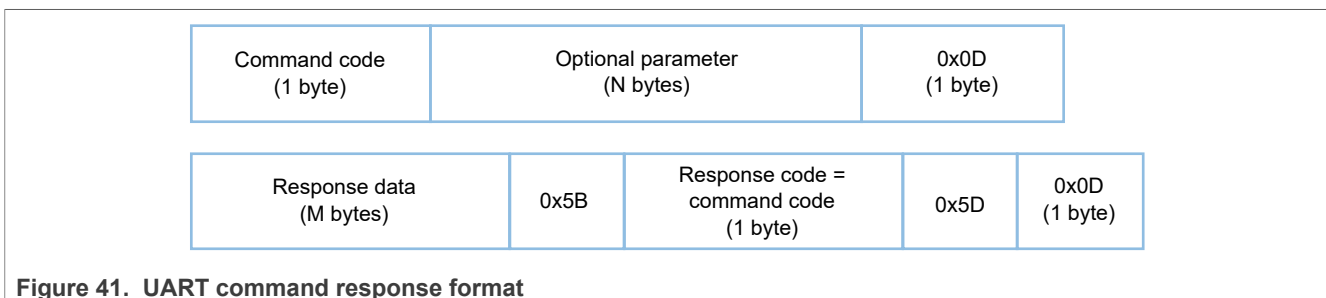 Command code
(1 byte)
Optional parameter
(N bytes)
0x0D
(1 byte)
Response data
(M bytes)
0x5B
Response code =
command code
(1 byte)
0x5D
0x0D
(1 byte)
Figure 41. UART command response format